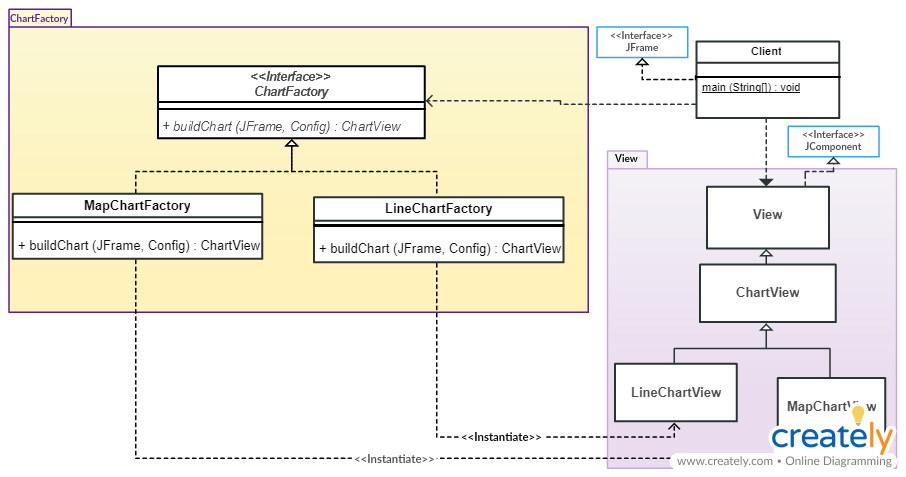 ChartFactory
<<Interface>>
ChartFactory
+ buildChart (JFrame, Config) : ChartView
MapChartFactory
+ buildChart (JFrame, Config) : ChartView
LineChartFactory
+ buildChart (JFrame, Config) : ChartView
<<Interface>>
JFrame
Client
main (String[]) : void
<<Interface>>
JComponent
View
View
ChartView
LineChartView
MapChartView
<<Instantiate>>
<<Instantiate>>
creately
www.creately.com • Online Diagramming